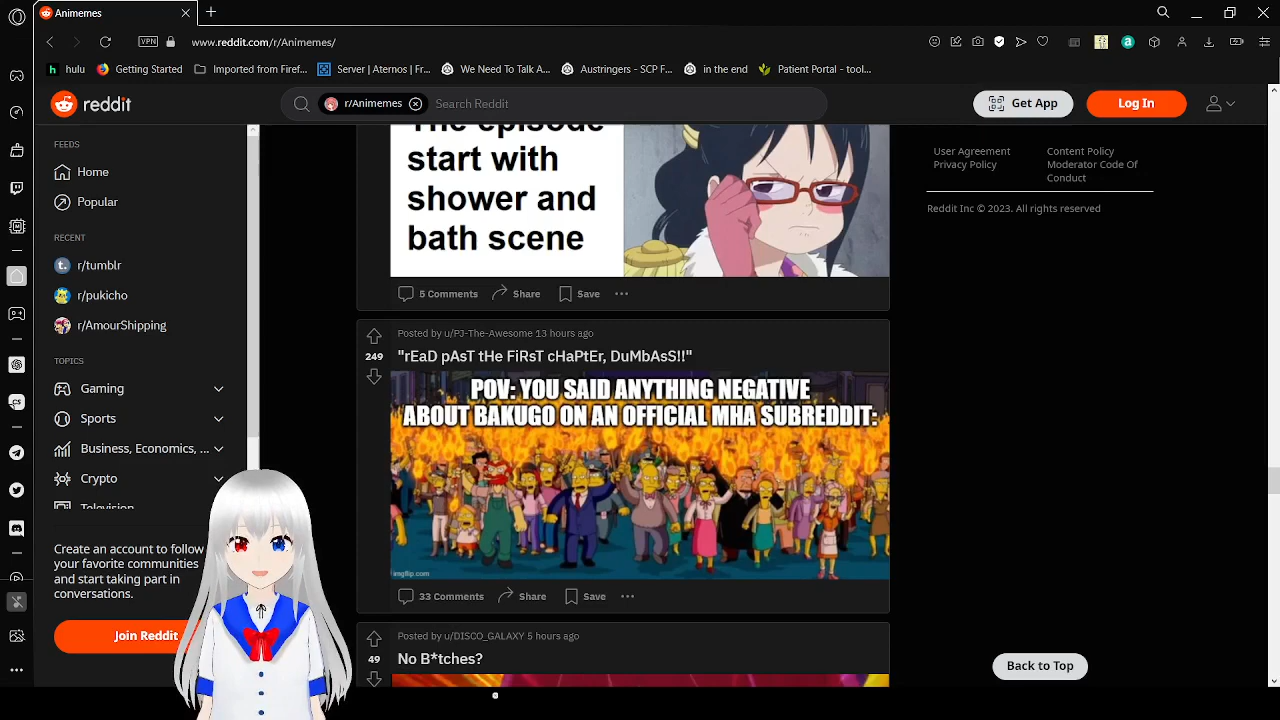 Animemes
VPN
www.reddit.com/r/Animemes/
hulu
Getting Started
Imported from Firef...
Server | Aternos | Fr...
We Need To Talk A...
Austringers - SCP F...
in the end
Patient Portal - tool...
reddit
r/Animemes
Search Reddit
Get App
Log In
FEEDS
Home
Popular
RECENT
r/tumblr
r/pukicho
r/AmourShipping
TOPICS
Gaming
Sports
Business, Economics, ...
Crypto
Television
Create an account to follow
your favorite communities
and start taking part in
conversations.
Join Reddit
The episode
start with
shower and
bath scene
5 Comments
Share
Save
Posted by u/PJ-The-Awesome 13 hours ago
249
"rEaD pAsT tHe FiRsT cHaPtEr, DuMbAsS!!"
POV: YOU SAID ANYTHING NEGATIVE
ABOUT BAKUGO ON AN OFFICIAL MHA SUBREDDIT:
imgflip.com
33 Comments
Share
Save
Posted by u/DISCO_GALAXY 5 hours ago
49
No B*tches?
User Agreement
Privacy Policy
Content Policy
Moderator Code Of
Conduct
Reddit Inc © 2023. All rights reserved
Back to Top